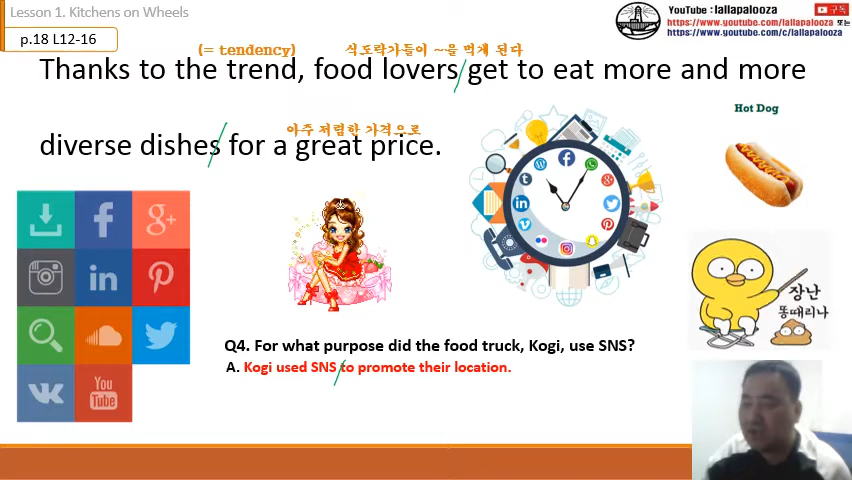 Lesson 1. Kitchens on Wheels
YouTube : lallapalooza 구독
https://www.youtube.com/lallapalooza 또는
https://www.youtube.com/c/lallapalooza
p.18 L12-16
(= tendency) 식도락가들이 ~을 먹게 된다
Thanks to the trend, food lovers get to eat more and more
아주 저렴한 가격으로
diverse dishes for a great price.
Hot Dog
장난
똥때리나
Q4. For what purpose did the food truck, Kogi, use SNS?
A. Kogi used SNS to promote their location.
You
Tube